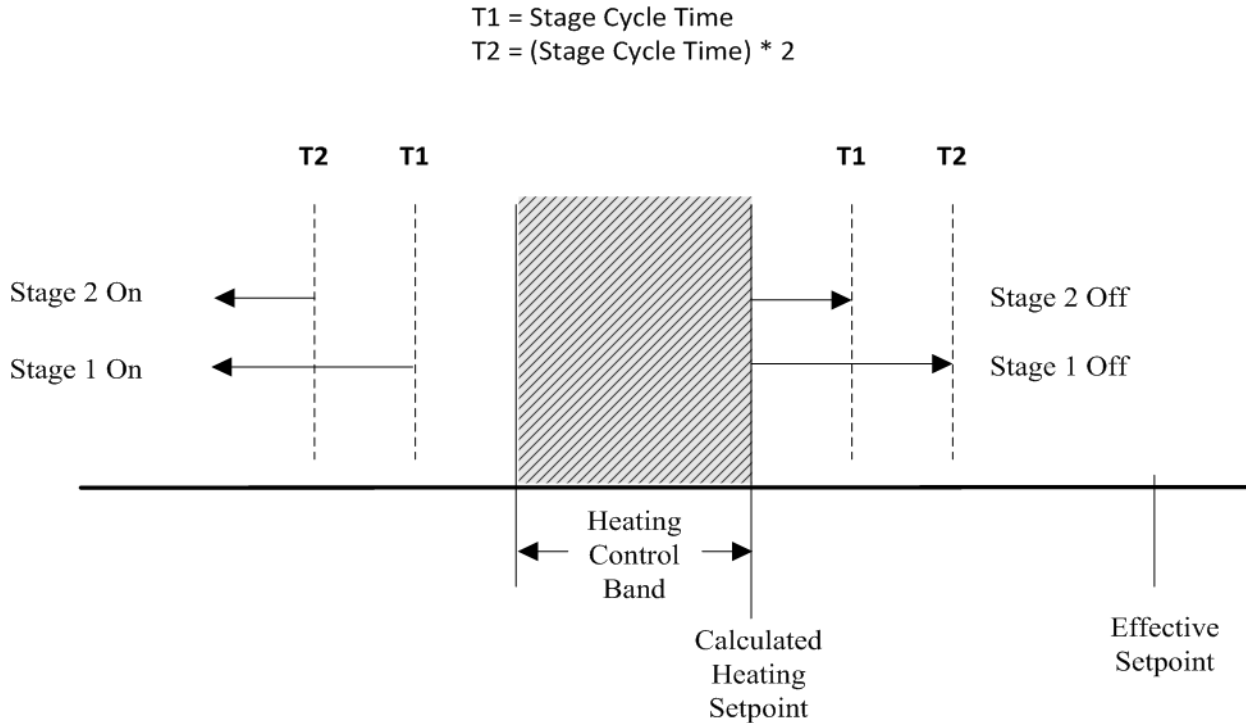 T1 = Stage Cycle Time
T2 = (Stage Cycle Time) * 2
T2
T1
T1
T2
Stage 2 On
Stage 2 Off
Stage 1 On
Stage 1 Off
Heating
Control
Band
Calculated
Heating
Setpoint
Effective
Setpoint